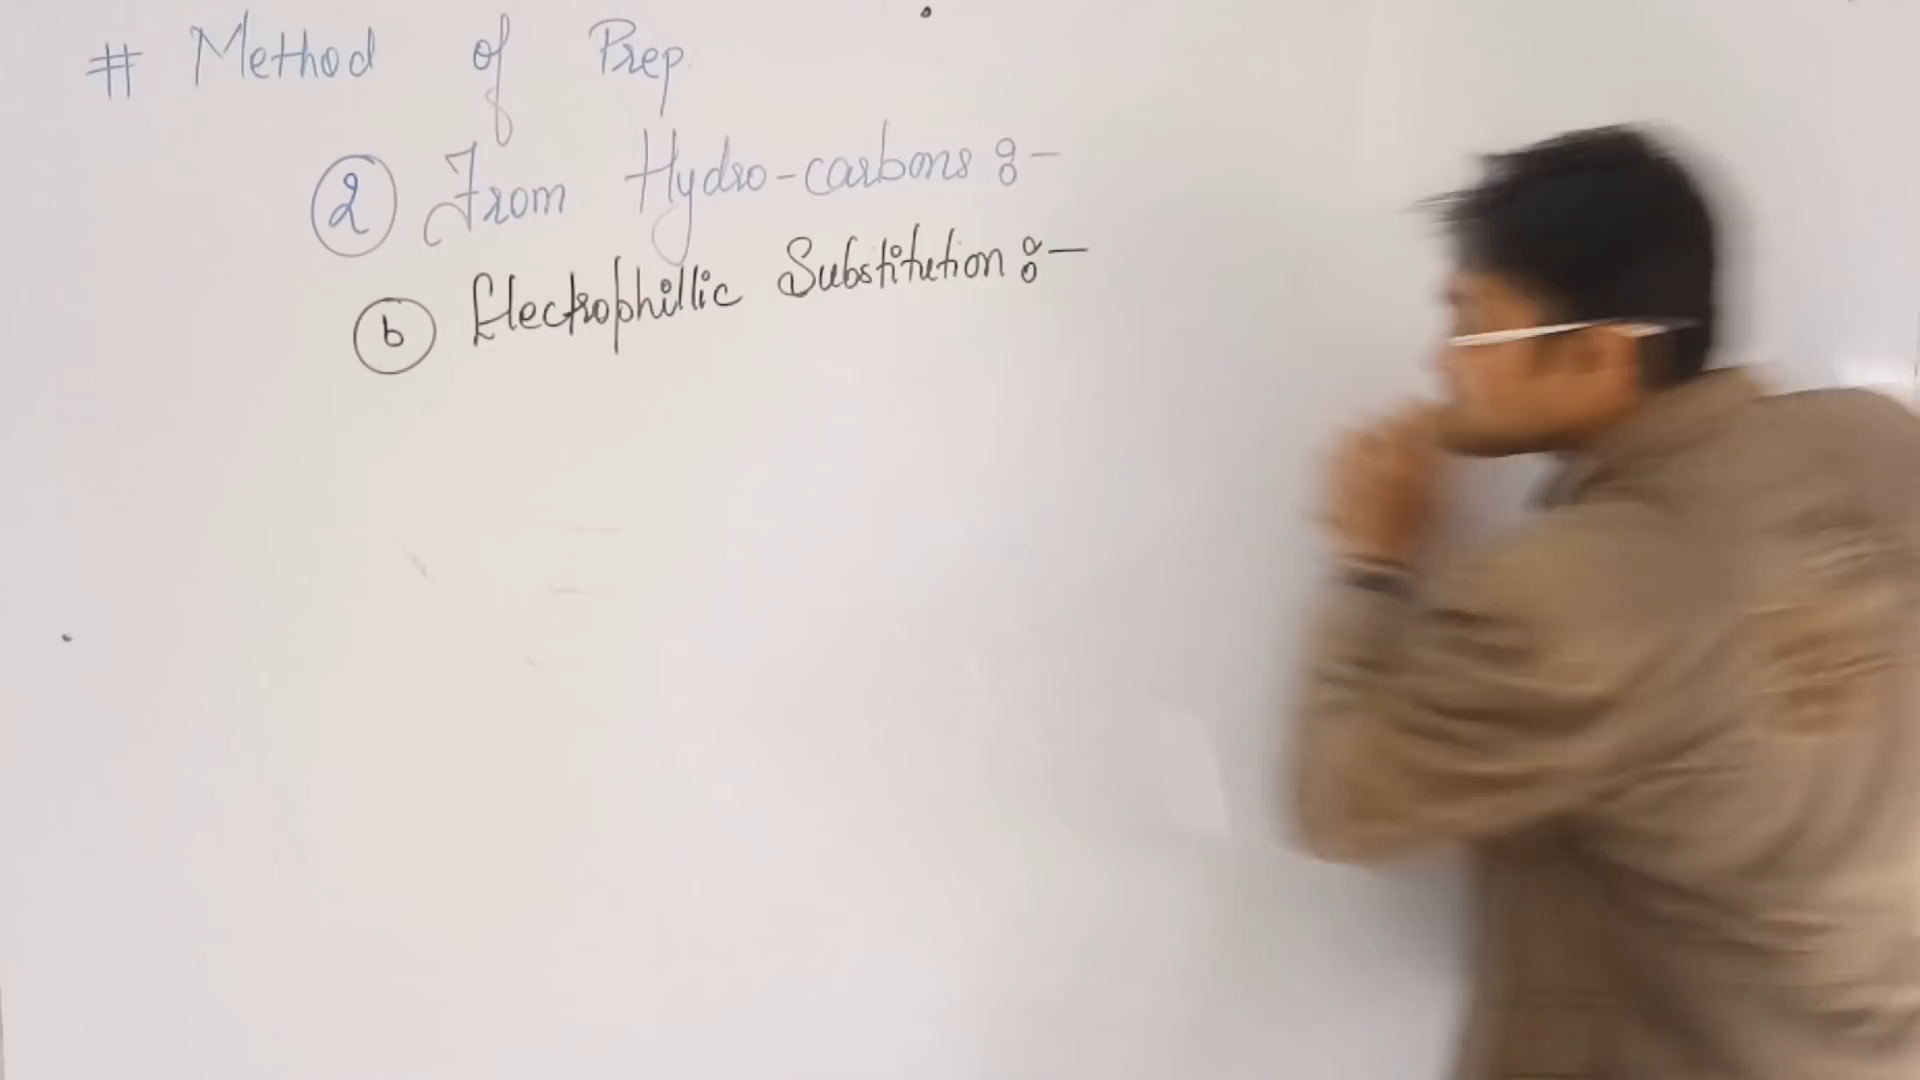 # Method of Prep
② From Hydro-carbons :-
ⓑ Electrophillic Substitution :-